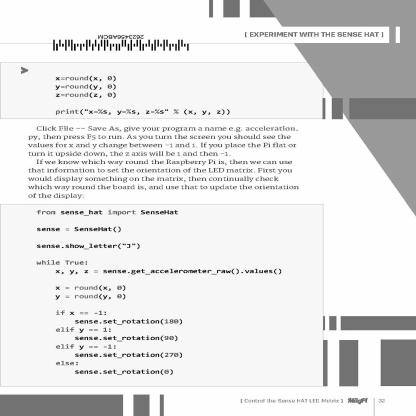 [ EXPERIMENT WITH THE SENSE HAT ]
2623456ABCM
>
x=round(x, 0)
y=round(y, 0)
z=round(z, 0)
print("x=%s, y=%s, z=%s" % (x, y, z))
Click File -- Save As, give your program a name e.g. acceleration.
py, then press F5 to run. As you turn the screen you should see the
values for x and y change between -1 and 1. If you place the Pi flat or
turn it upside down, the z axis will be 1 and then -1.
If we know which way round the Raspberry Pi is, then we can use
that information to set the orientation of the LED matrix. First you
would display something on the matrix, then continually check
which way round the board is, and use that to update the orientation
of the display.
from sense_hat import SenseHat
sense = SenseHat()
sense.show_letter("J")
while True:
x, y, z = sense.get_accelerometer_raw().values()
x = round(x, 0)
y = round(y, 0)
if x == -1:
sense.set_rotation(180)
elif y == 1:
sense.set_rotation(90)
elif y == -1:
sense.set_rotation(270)
else:
sense.set_rotation(0)
[ Control the Sense HAT LED Matrix ] MagPi 32